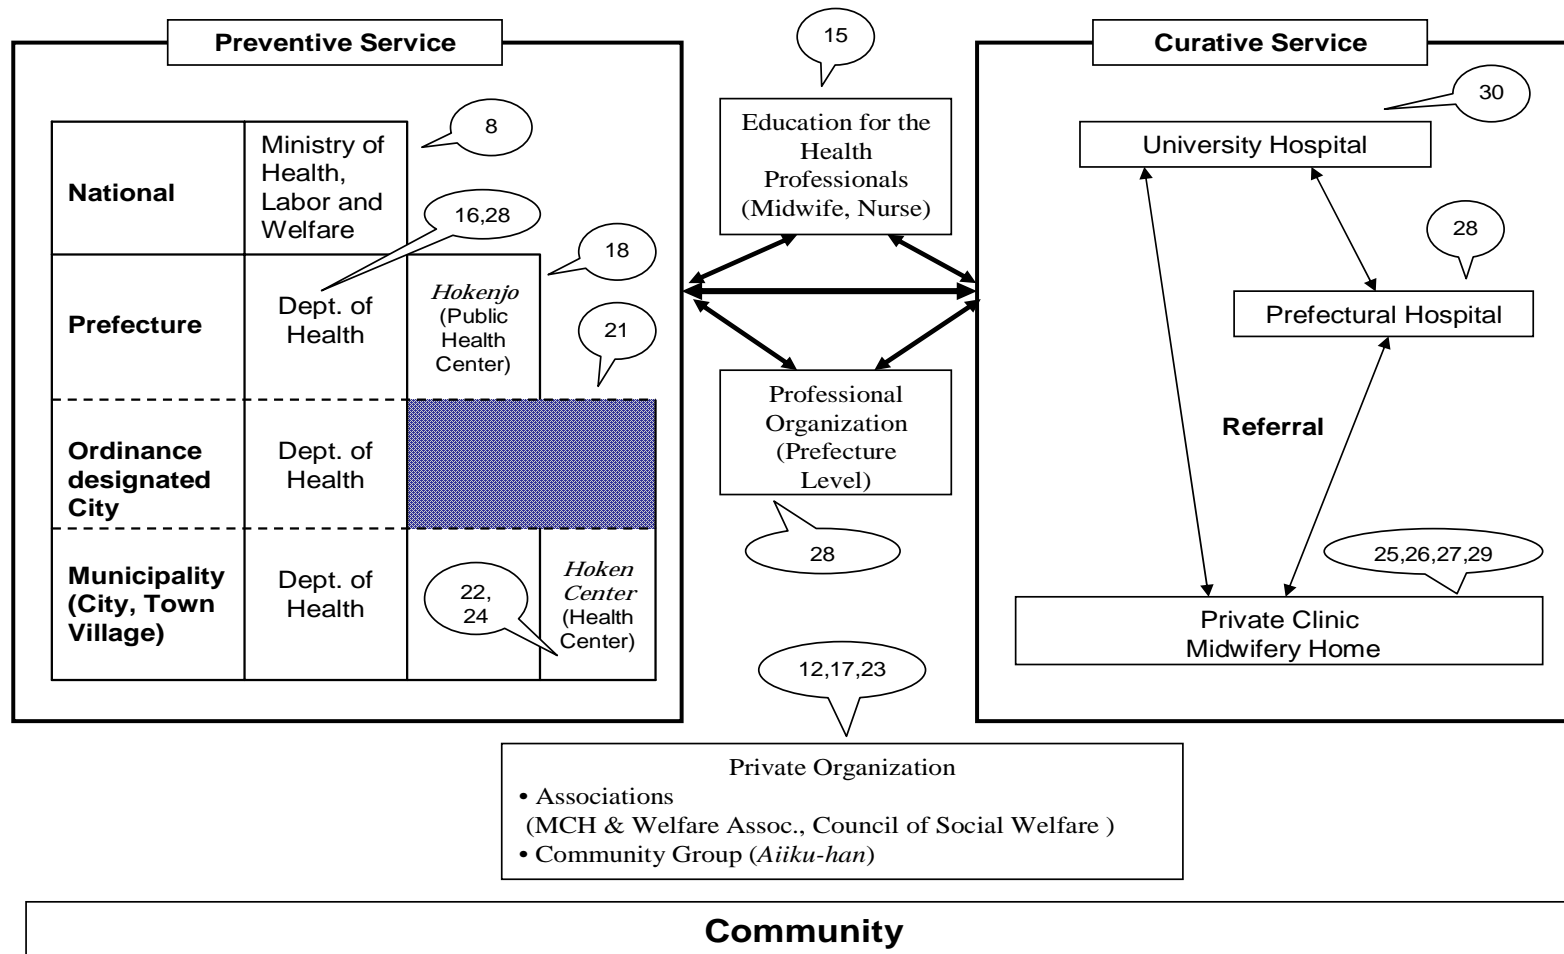 Preventive Service
15
Curative Service
8
30
National
Ministry of
Health,
Labor and
Welfare
Education for the
Health
Professionals
(Midwife, Nurse)
University Hospital
16,28
18
28
Prefecture
Dept. of
Health
Hokenjo
(Public
Health
Center)
21
Prefectural Hospital
Professional
Organization
(Prefecture
Level)
Referral
Ordinance
designated
City
Dept. of
Health
28
25,26,27,29
Municipality
(City, Town
Village)
Dept. of
Health
22,
24
Hoken
Center
(Health
Center)
Private Clinic
Midwifery Home
12,17,23
Private Organization
• Associations
(MCH & Welfare Assoc., Council of Social Welfare )
• Community Group (Aiiku-han)
Community